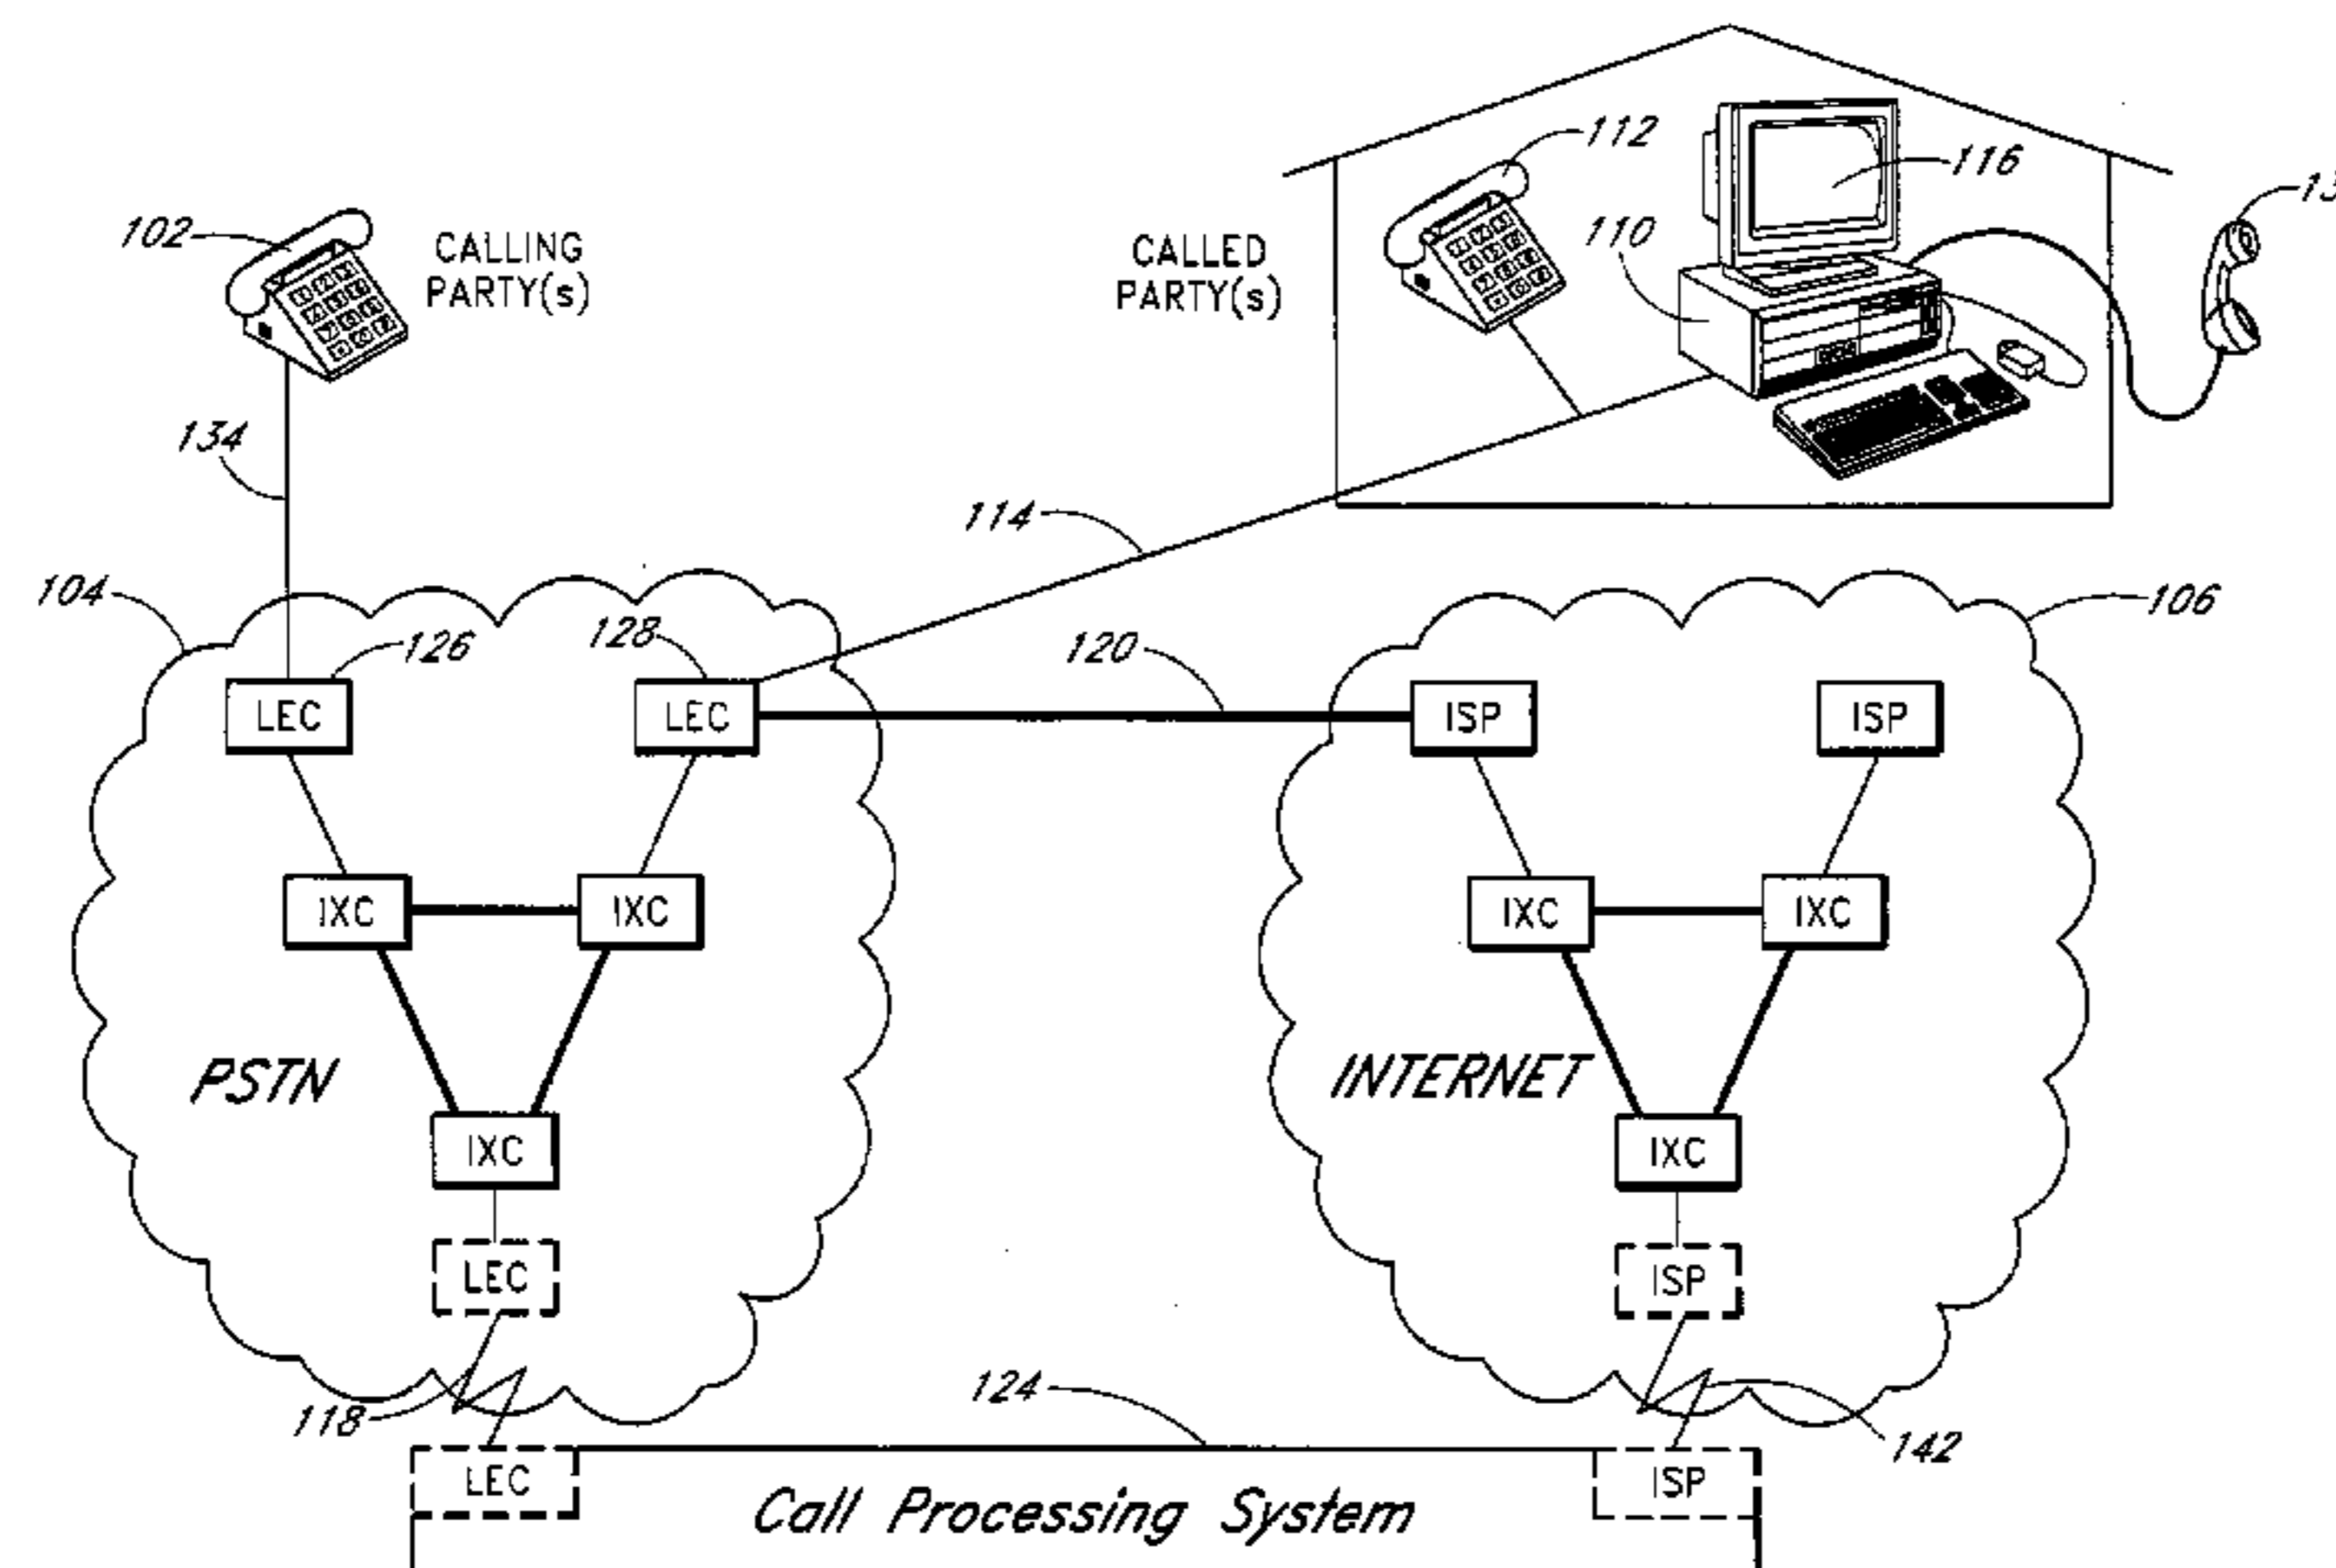 112
116
13
102
CALLING
PARTY(s)
CALLED
PARTY(s)
110
134
114
104
126
128
120
106
LEC
LEC
ISP
ISP
IXC
IXC
IXC
IXC
PSTN
INTERNET
IXC
IXC
LEC
ISP
118
124
142
LEC
Call Processing System
ISP